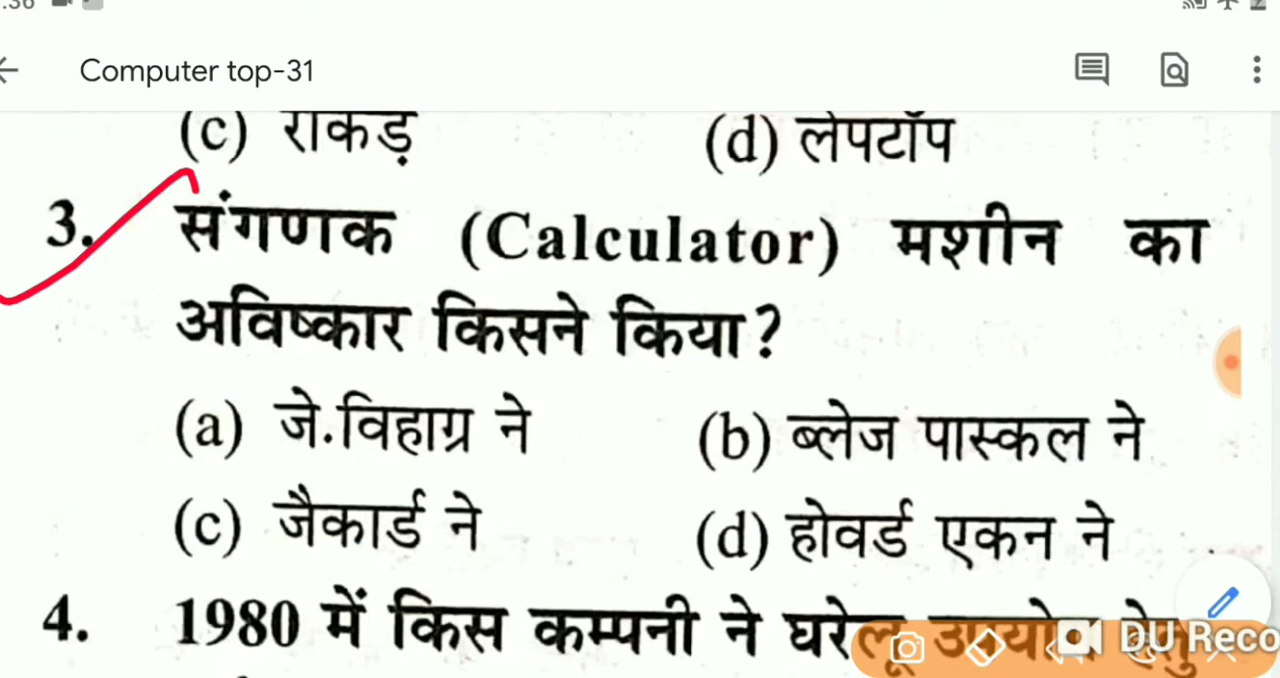 Computer top-31
(c) रॉकड़ (d) लैपटॉप
3. संगणक (Calculator) मशीन का
अविष्कार किसने किया?
(a) जे.विहाग्र ने (b) ब्लेज पास्कल ने
(c) जैकार्ड ने (d) होवर्ड एकन ने
4. 1980 में किस कम्पनी ने घरेलू
DU Reco